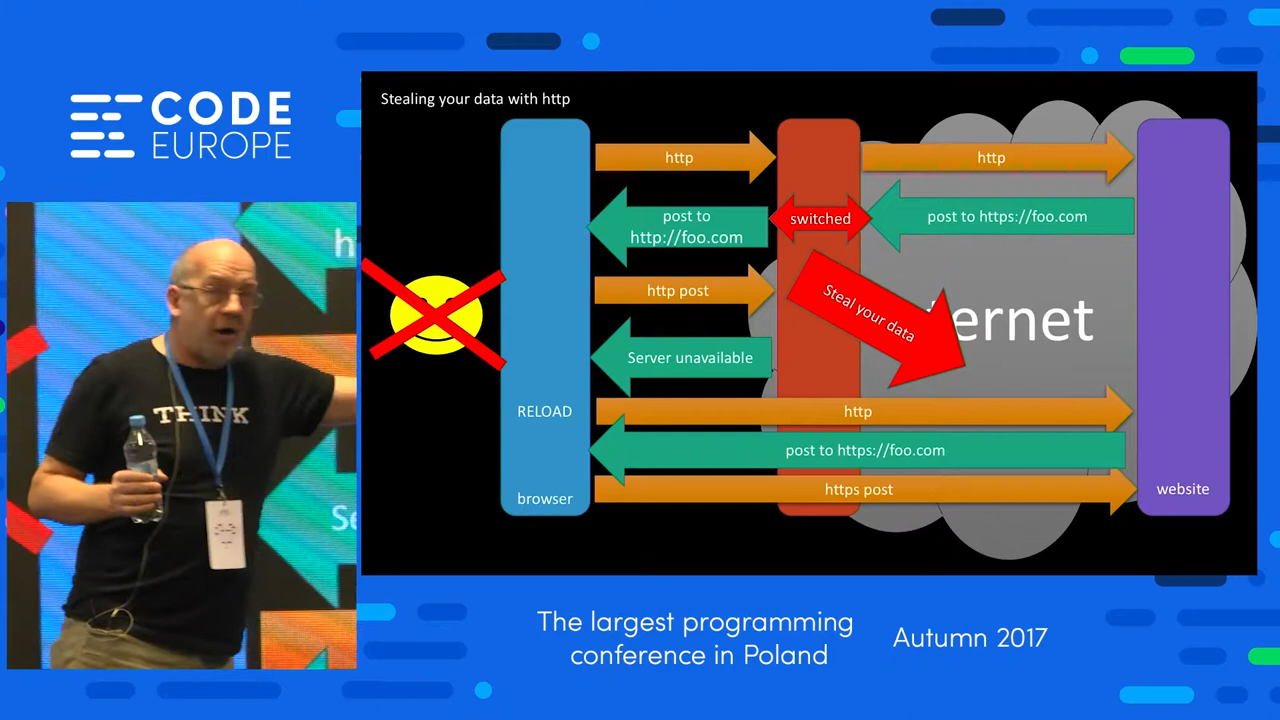 CODE
EUROPE
Stealing your data with http
http
http
post to
http://foo.com
switched
post to https://foo.com
http post
Steal your data
ernet
Server unavailable
RELOAD
http
post to https://foo.com
https post
browser
website
THINK
h
Se
The largest programming
conference in Poland
Autumn 2017